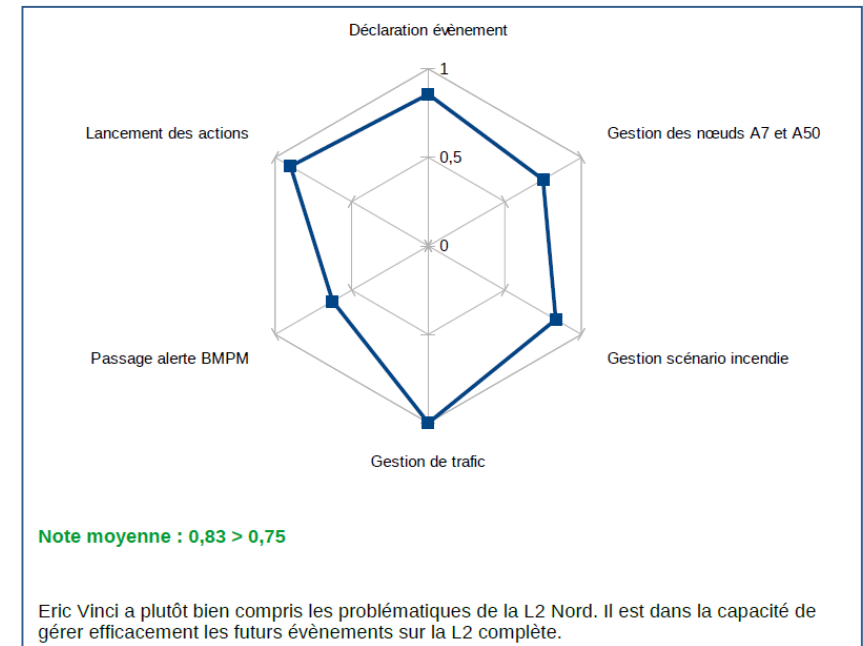 Déclaration évènement
1
Lancement des actions
Gestion des nœuds A7 et A50
0,5
0
Passage alerte BMPM
Gestion scénario incendie
Gestion de trafic
Note moyenne : 0,83 > 0,75
Eric Vinci a plutôt bien compris les problématiques de la L2 Nord. Il est dans la capacité de
gérer efficacement les futurs évènements sur la L2 complète.